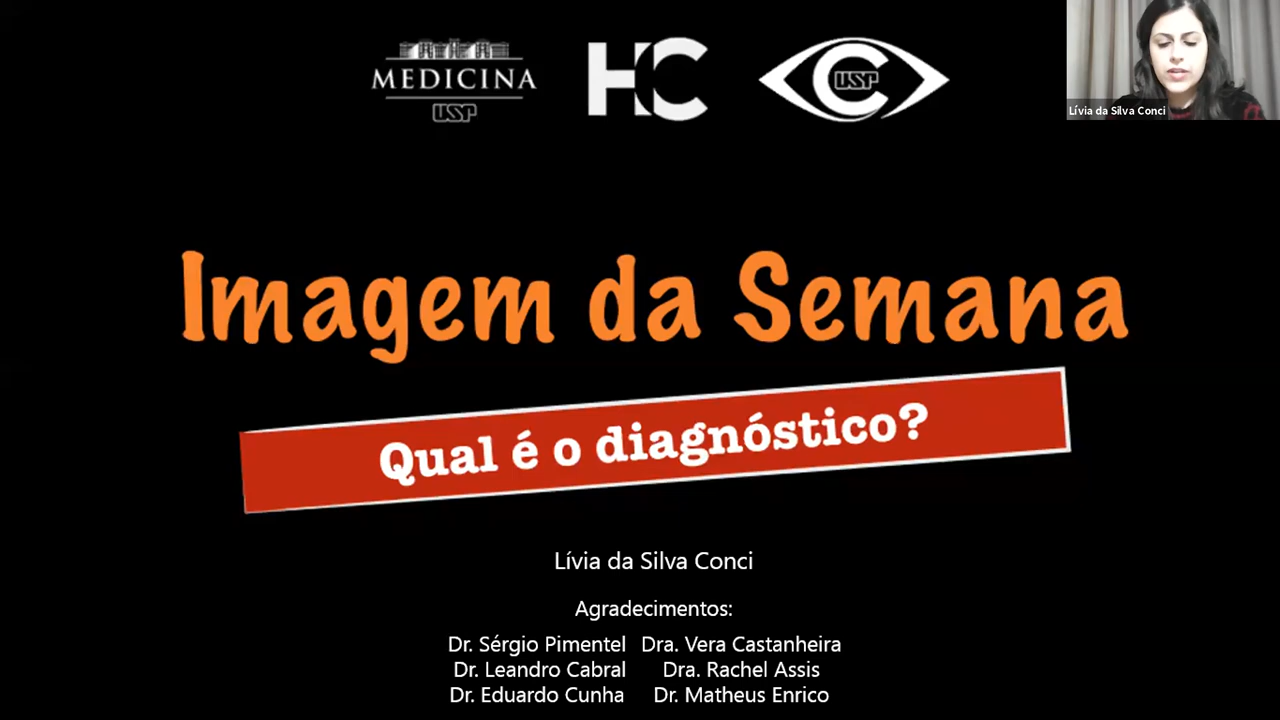 MEDICINA
USP
HC
C
USP
Lívia da Silva Conci
Imagem da Semana
Qual é o diagnóstico?
Lívia da Silva Conci
Agradecimentos:
Dr. Sérgio Pimentel Dra. Vera Castanheira
Dr. Leandro Cabral Dra. Rachel Assis
Dr. Eduardo Cunha Dr. Matheus Enrico